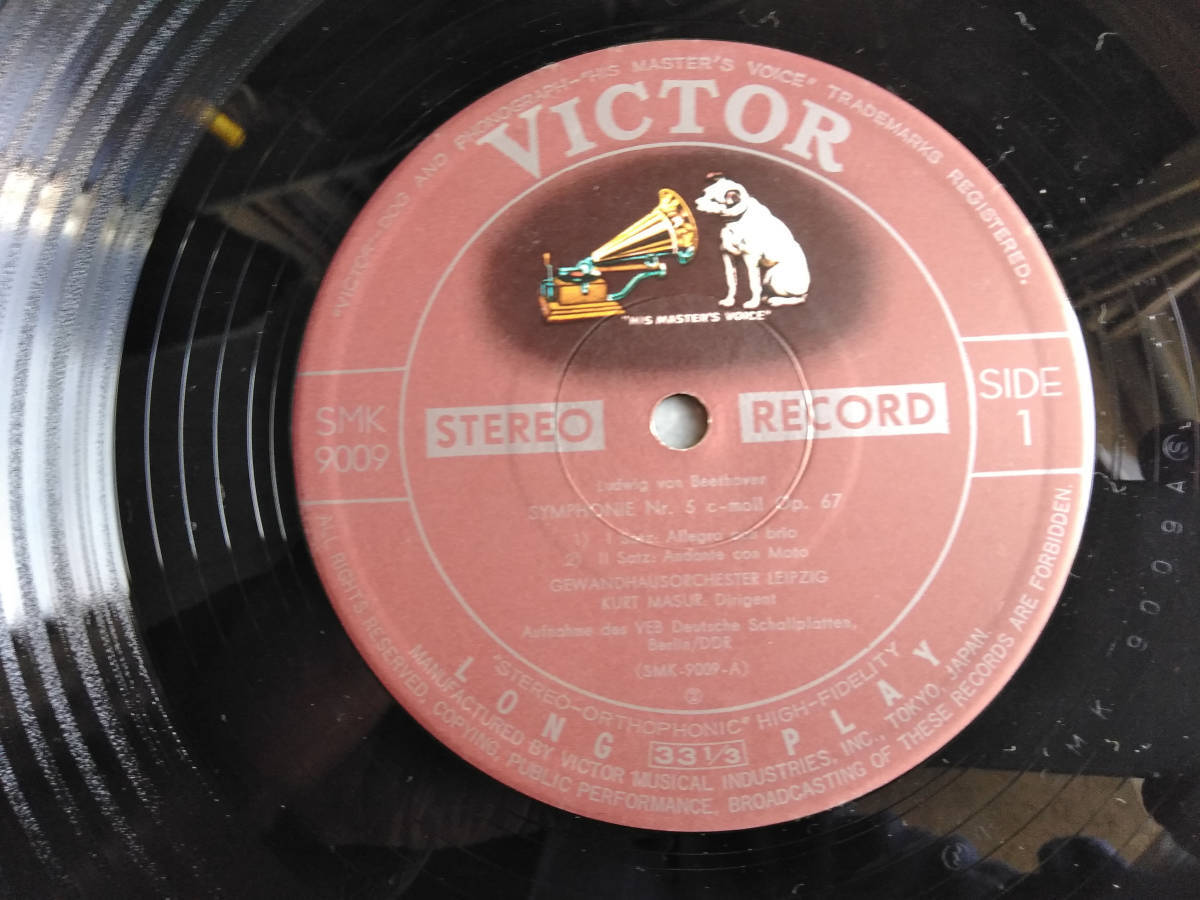 "VICTOR" DOG AND PHONOGRAPH-"HIS MASTER'S VOICE" TRADEMARKS REGISTERED.
VICTOR
"HIS MASTER'S VOICE"
SMK
9009
STEREO RECORD
SIDE
1
Ludwig van Beethoven
SYMPHONIE Nr. 5 c-moll Op. 67
1) I Satz: Allegro con brio
2) II Satz: Andante con Moto
GEWANDHAUSORCHESTER LEIPZIG
KURT MASUR: Dirigent
Aufnahme des VEB Deutsche Schallplatten,
Berlin/DDR
(SMK-9009-A)
②
"STEREO-ORTHOPHONIC" HIGH-FIDELITY
LONG 33 1/3 PLAY
MANUFACTURED BY VICTOR MUSICAL INDUSTRIES, INC., TOKYO, JAPAN.
ALL RIGHTS RESERVED. COPYING, PUBLIC PERFORMANCE, BROADCASTING OF THESE RECORDS ARE FORBIDDEN.
M K 9009 A